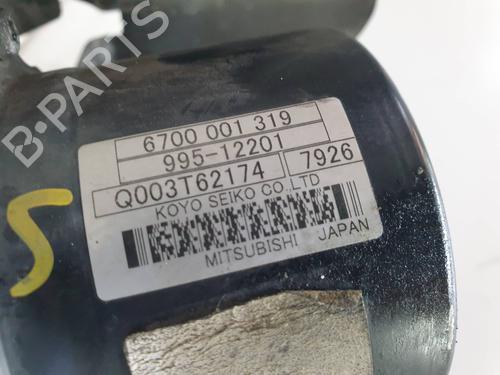 B-PARTS
6700 001 319
995-12201
Q003T62174 7926
KOYO SEIKO CO.,LTD
MITSUBISHI JAPAN
S